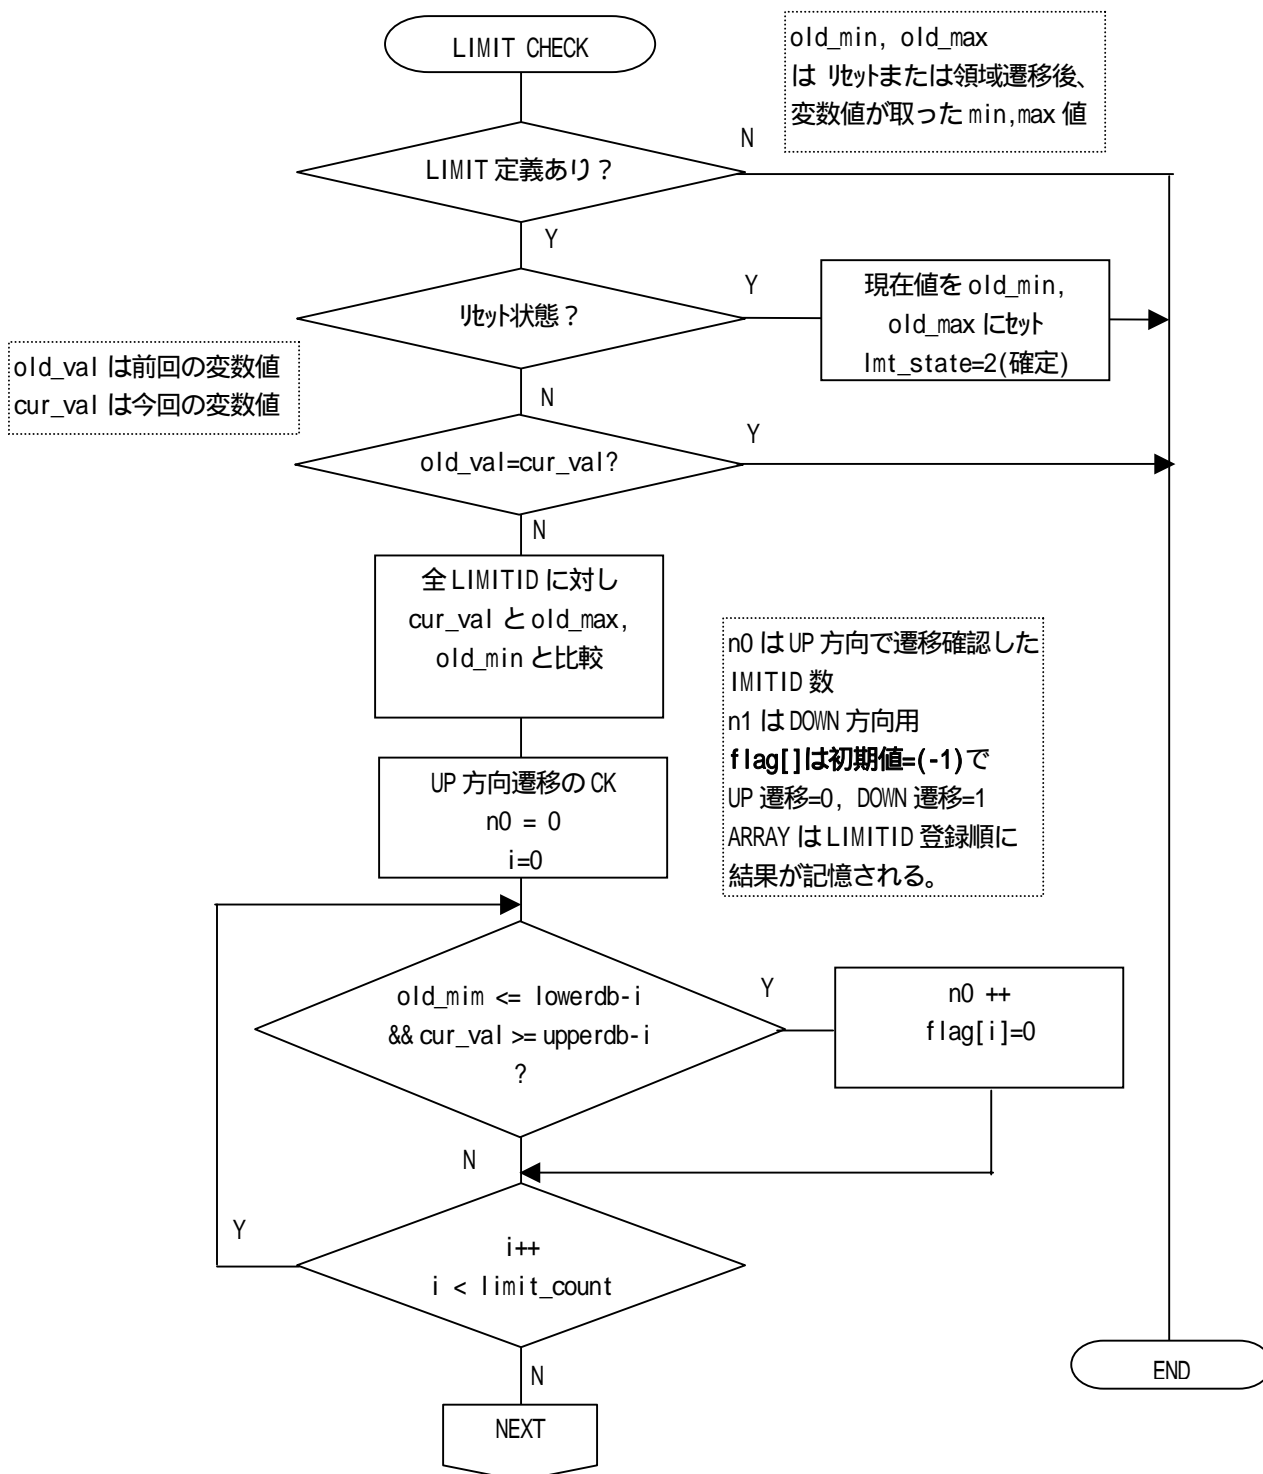 LIMIT CHECK
old_min, old_max
は リセットまたは領域遷移後、
変数値が取った min,max 値
N
LIMIT 定義あり？
Y
リセット状態？
Y
現在値を old_min,
old_max にセット
lmt_state=2(確定)
old_val は前回の変数値
cur_val は今回の変数値
N
old_val=cur_val?
Y
N
全 LIMITID に対し
cur_val と old_max,
old_min と比較
n0 は UP 方向で遷移確認した
IMITID 数
n1 は DOWN 方向用
flag[]は初期値=(-1)で
UP 遷移=0, DOWN 遷移=1
ARRAY は LIMITID 登録順に
結果が記憶される。
UP 方向遷移の CK
n0 = 0
i=0
old_mim <= lowerdb-i
&& cur_val >= upperdb-i
?
Y
n0 ++
flag[i]=0
N
Y
i++
i < limit_count
N
NEXT
END